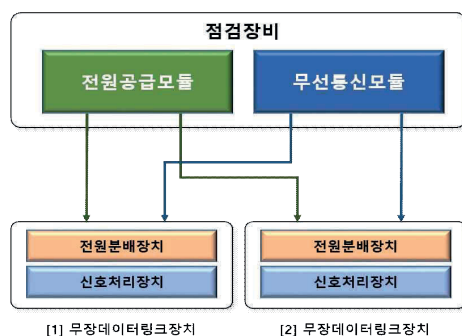 점검장비
전원공급모듈 무선통신모듈
전원분배장치 전원분배장치
신호처리장치 신호처리장치
[1] 무장데이터링크장치 [2] 무장데이터링크장치